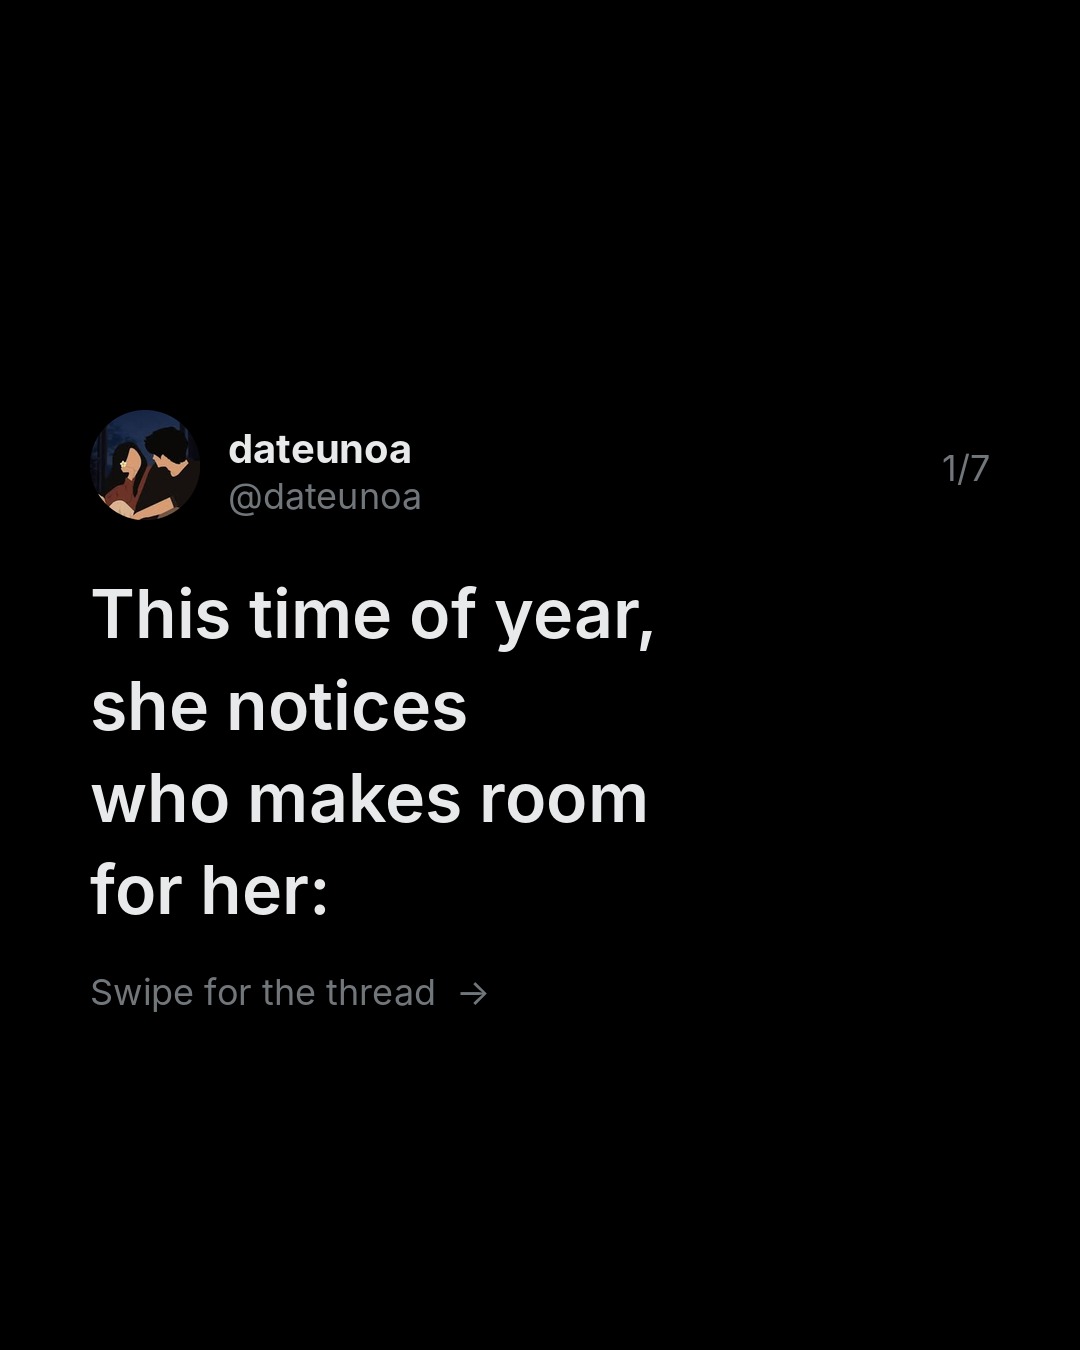 dateunoa
@dateunoa
1/7
This time of year,
she notices
who makes room
for her:
Swipe for the thread →